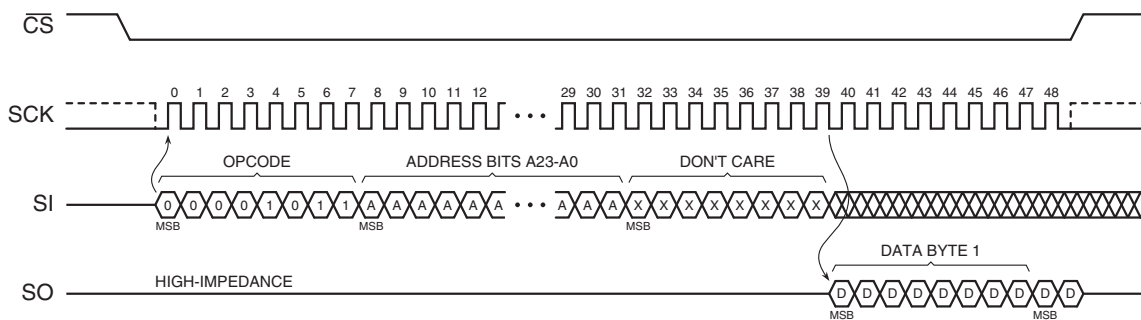 CS
SCK
0 1 2 3 4 5 6 7 8 9 10 11 12 29 30 31 32 33 34 35 36 37 38 39 40 41 42 43 44 45 46 47 48
OPCODE ADDRESS BITS A23-A0 DON'T CARE
SI
0 0 0 0 1 0 1 1 A A A A A A A A A X X X X X X X X
MSB MSB MSB
DATA BYTE 1
SO
HIGH-IMPEDANCE
D D D D D D D D D D
MSB MSB